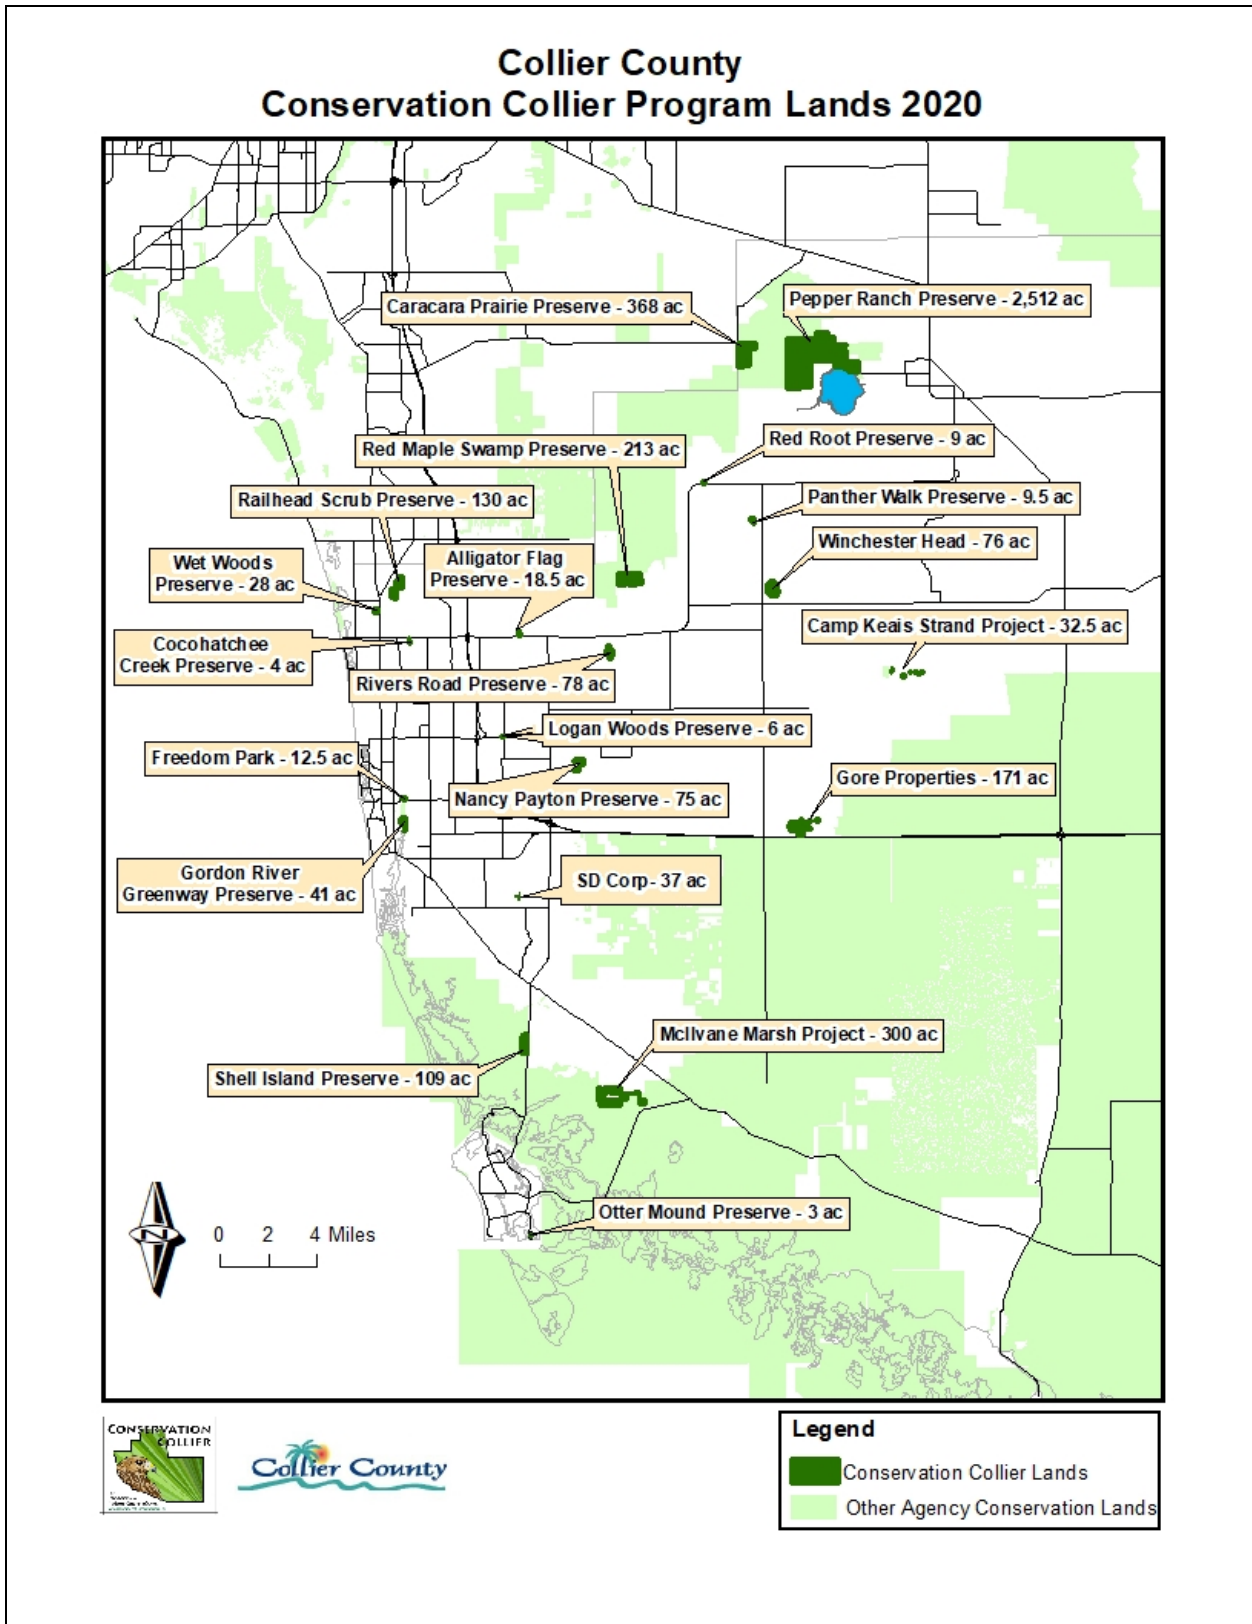 Collier County
Conservation Collier Program Lands 2020
Caracara Prairie Preserve - 368 ac
Pepper Ranch Preserve - 2,512 ac
Red Maple Swamp Preserve - 213 ac
Red Root Preserve - 9 ac
Railhead Scrub Preserve - 130 ac
Panther Walk Preserve - 9.5 ac
Winchester Head - 76 ac
Wet Woods
Preserve - 28 ac
Alligator Flag
Preserve - 18.5 ac
Camp Keais Strand Project - 32.5 ac
Cocohatchee
Creek Preserve - 4 ac
Rivers Road Preserve - 78 ac
Logan Woods Preserve - 6 ac
Freedom Park - 12.5 ac
Nancy Payton Preserve - 75 ac
Gore Properties - 171 ac
Gordon River
Greenway Preserve - 41 ac
SD Corp- 37 ac
McIlvane Marsh Project - 300 ac
Shell Island Preserve - 109 ac
Otter Mound Preserve - 3 ac
N
0 2 4 Miles
CONSERVATION
COLLIER
Collier County
Legend
Conservation Collier Lands
Other Agency Conservation Lands